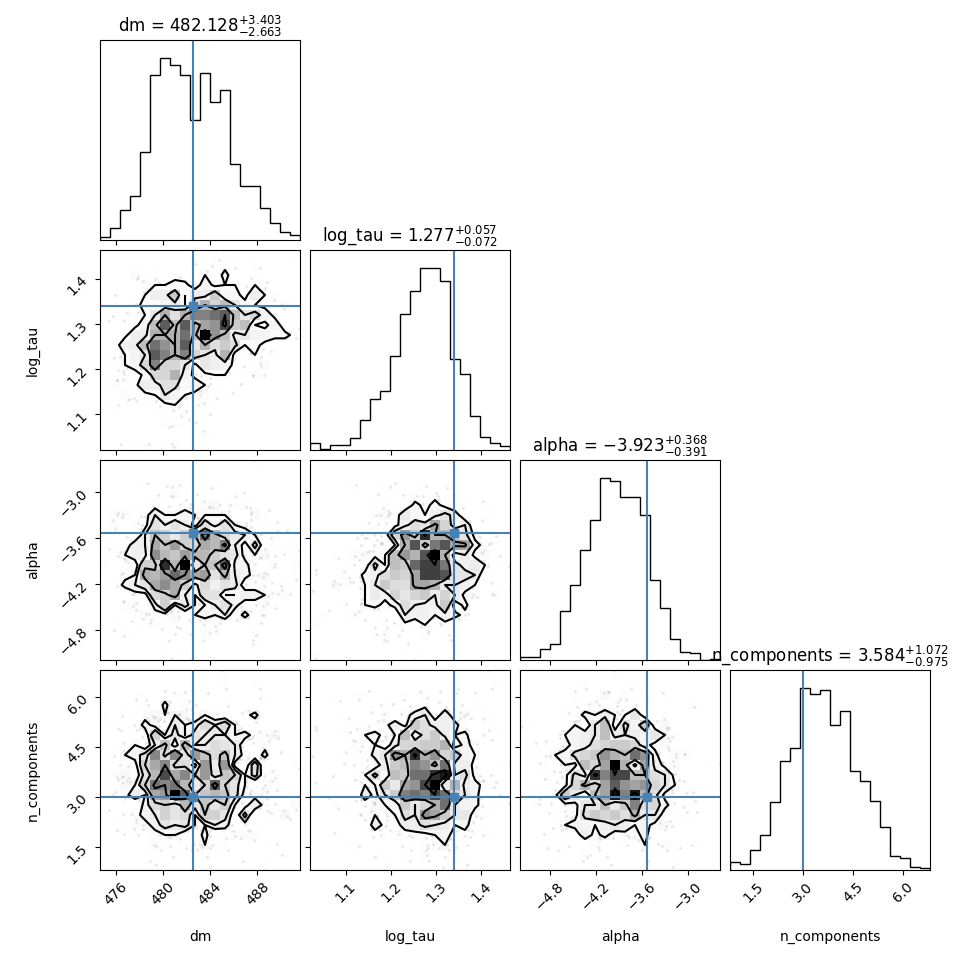 dm = 482.128+3.403 −2.663
log_tau = 1.277+0.057 −0.072
1.4
1.3
1.2
1.1
log_tau
alpha = −3.923+0.368 −0.391
−3.0
−3.6
−4.2
−4.8
alpha
n_components = 3.584+1.072 −0.975
6.0
4.5
3.0
1.5
n_components
476 480 484 488 1.1 1.2 1.3 1.4 −4.8 −4.2 −3.6 −3.0 1.5 3.0 4.5 6.0
dm log_tau alpha n_components